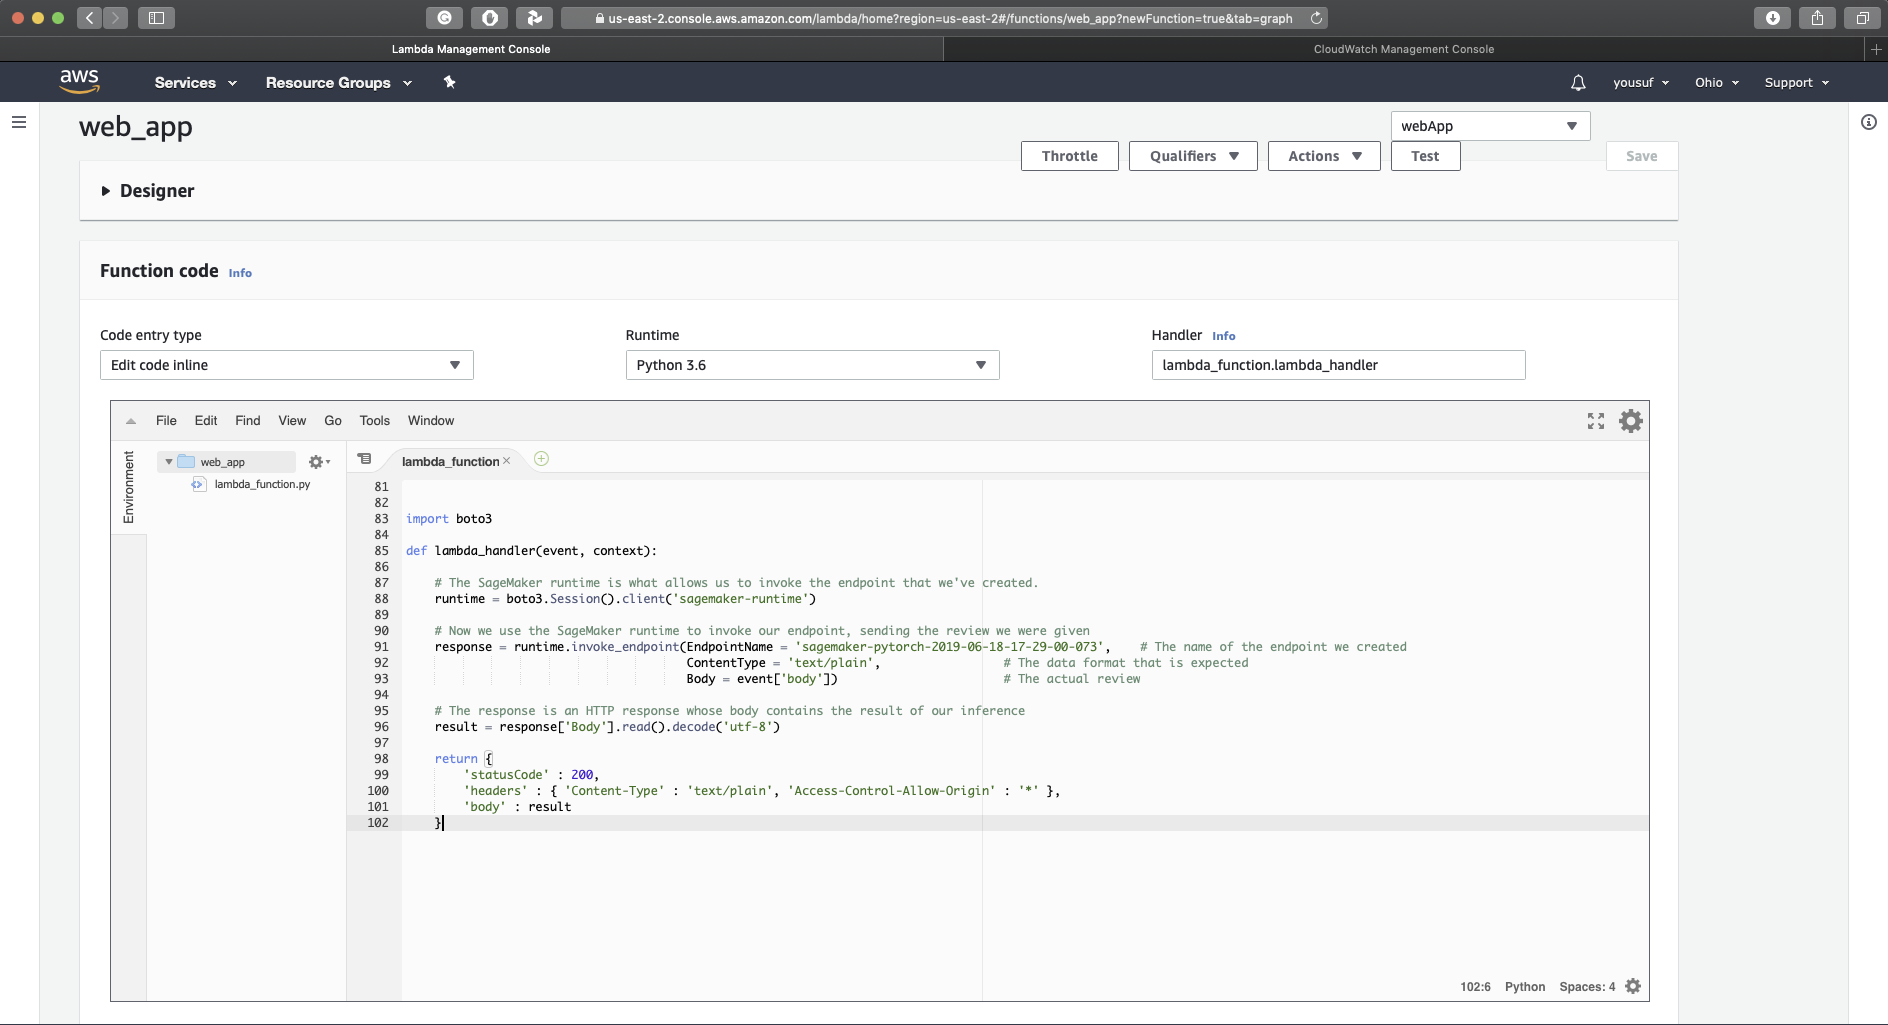 us-east-2.console.aws.amazon.com/lambda/home?region=us-east-2#/functions/web_app?newFunction=true&tab=graph
Lambda Management Console
CloudWatch Management Console
aws
Services
Resource Groups
yousuf
Ohio
Support
web_app
webApp
Throttle
Qualifiers
Actions
Test
Save
Designer
Function code Info
Code entry type
Runtime
Handler Info
Edit code inline
Python 3.6
lambda_function.lambda_handler
File Edit Find View Go Tools Window
Environment
web_app
lambda_function.py
lambda_function
81
82
83 import boto3
84
85 def lambda_handler(event, context):
86
87 # The SageMaker runtime is what allows us to invoke the endpoint that we've created.
88 runtime = boto3.Session().client('sagemaker-runtime')
89
90 # Now we use the SageMaker runtime to invoke our endpoint, sending the review we were given
91 response = runtime.invoke_endpoint(EndpointName = 'sagemaker-pytorch-2019-06-18-17-29-00-073', # The name of the endpoint we created
92 ContentType = 'text/plain', # The data format that is expected
93 Body = event['body']) # The actual review
94
95 # The response is an HTTP response whose body contains the result of our inference
96 result = response['Body'].read().decode('utf-8')
97
98 return {
99 'statusCode' : 200,
100 'headers' : { 'Content-Type' : 'text/plain', 'Access-Control-Allow-Origin' : '*' },
101 'body' : result
102 }
102:6 Python Spaces: 4